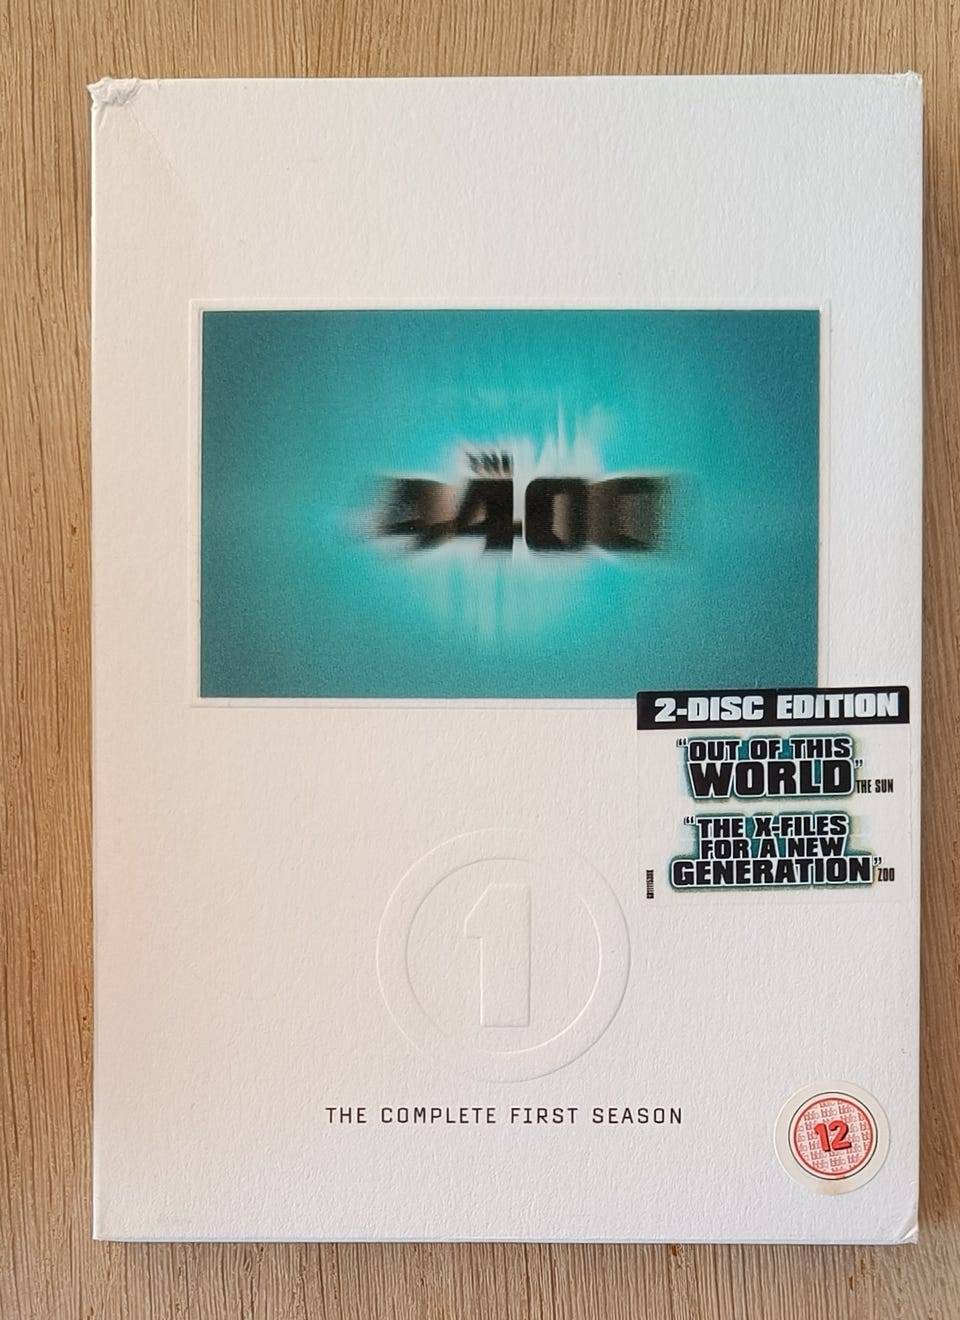 THE
4400
2-DISC EDITION
"OUT OF THIS
WORLD"
THE SUN
"THE X-FILES
FOR A NEW
GENERATION"
ZOO
1
THE COMPLETE FIRST SEASON
12